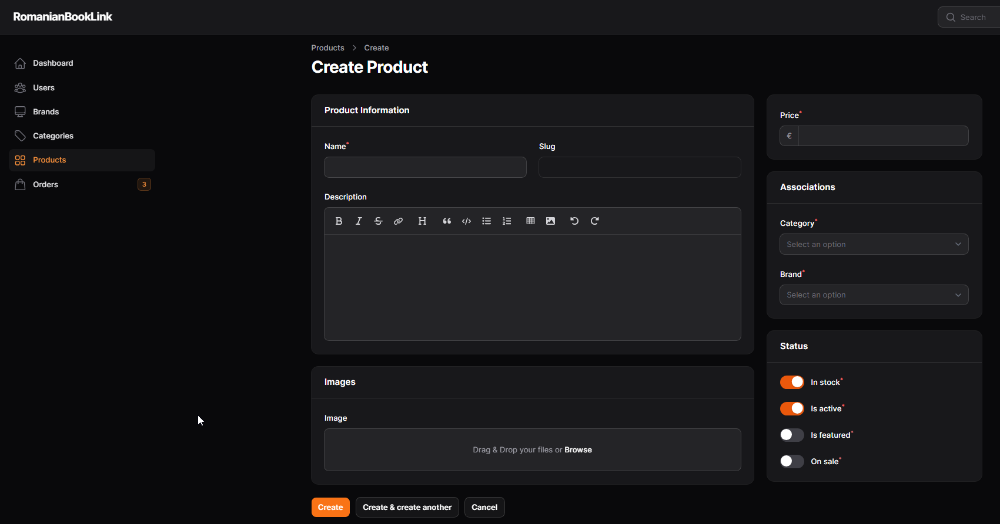 RomanianBookLink
Search
Dashboard
Users
Brands
Categories
Products
Orders
3
Products > Create
Create Product
Product Information
Name*
Slug
Description
Images
Image
Drag & Drop your files or Browse
Create
Create & create another
Cancel
Price*
€
Associations
Category*
Select an option
Brand*
Select an option
Status
In stock*
Is active*
Is featured*
On sale*